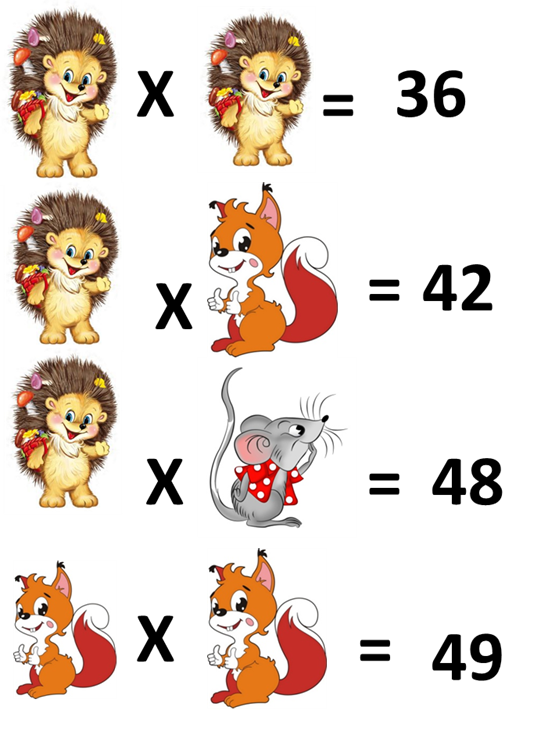 X = 36
X = 42
X = 48
X = 49